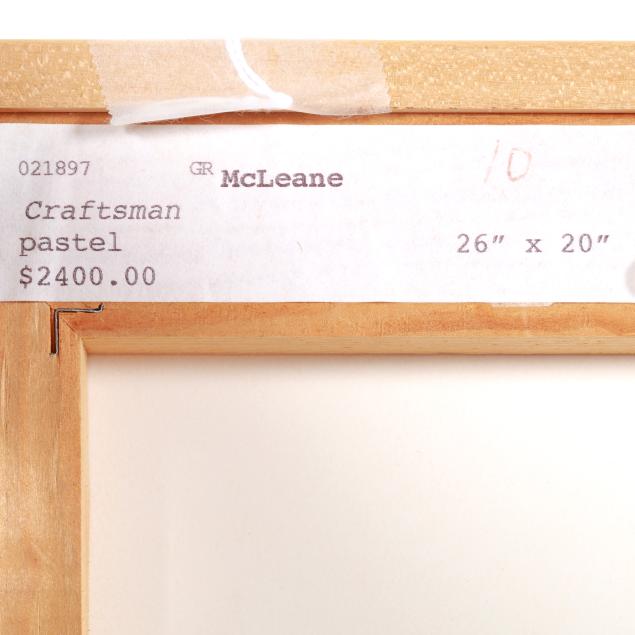 021897 GR McLeane 10
Craftsman
pastel 26" x 20"
$2400.00